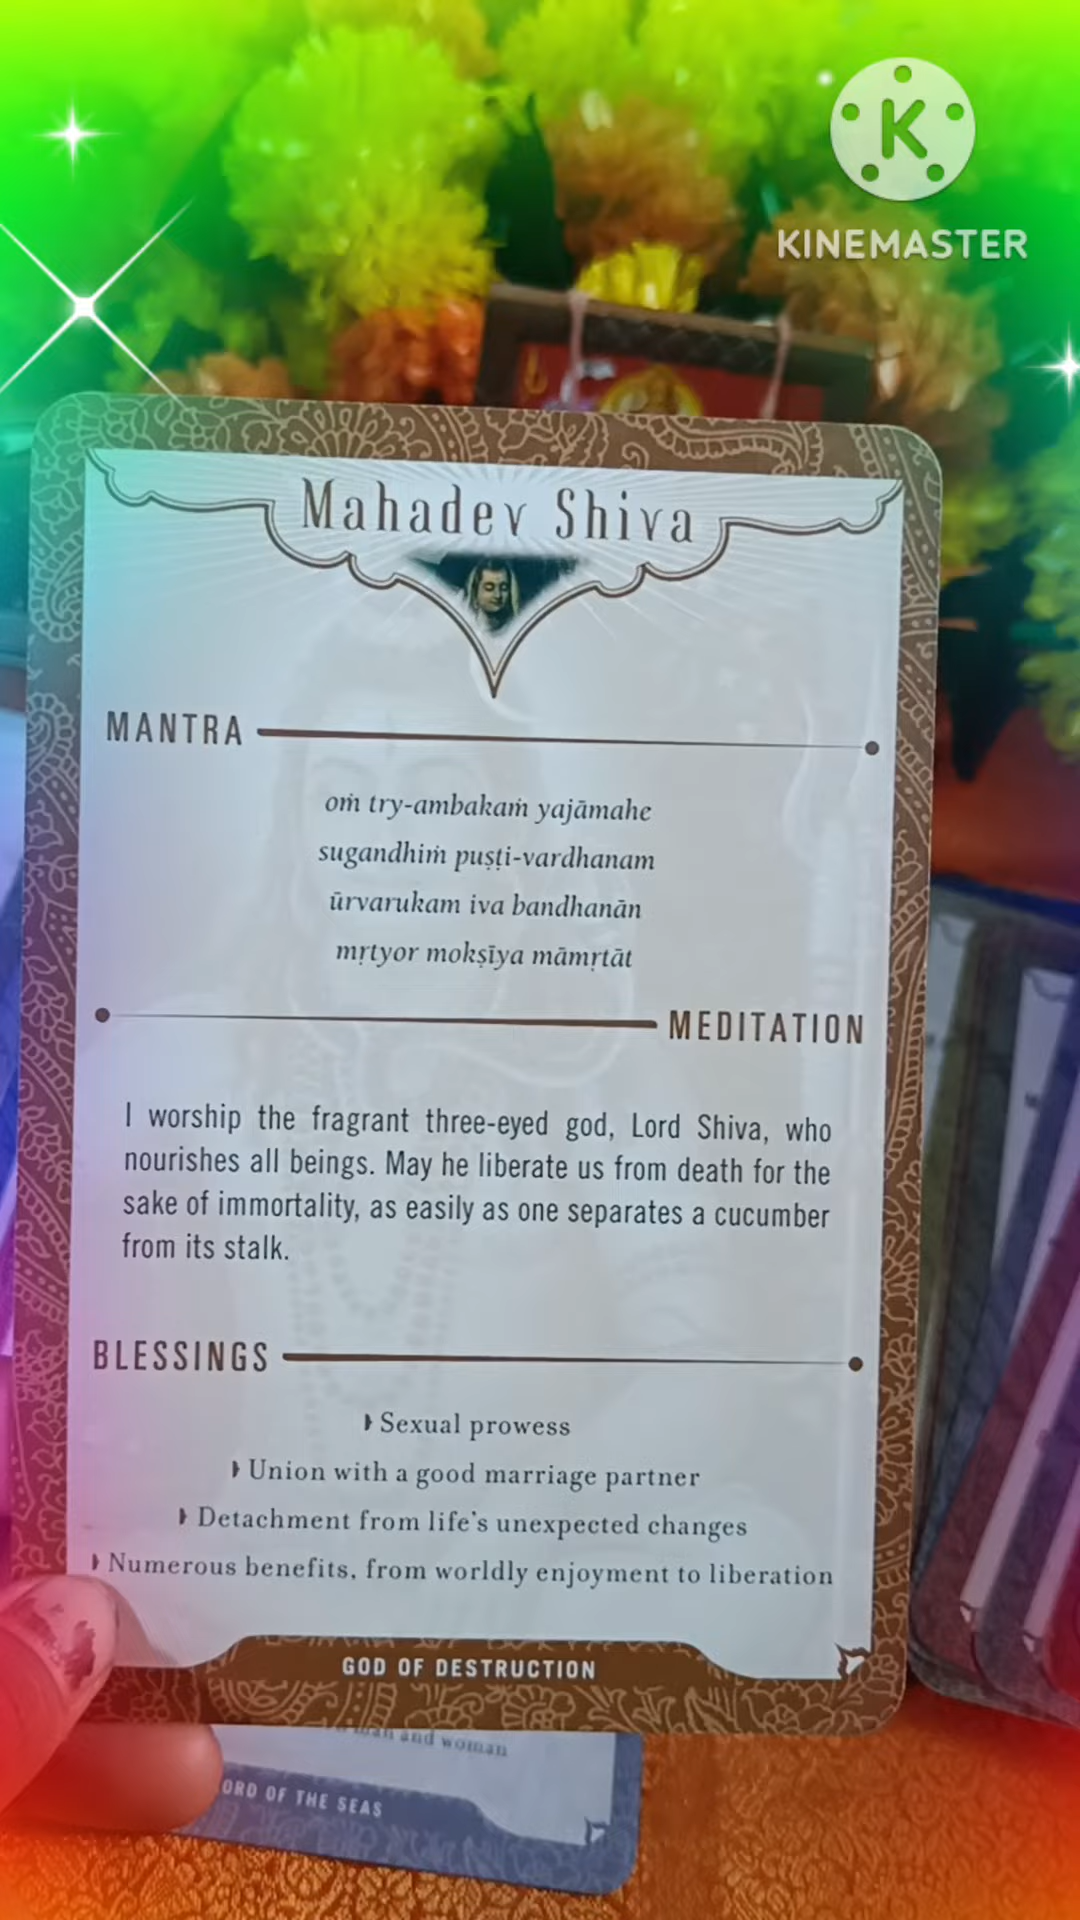 K
KINEMASTER
Mahadev Shiva
MANTRA
oṁ try-ambakaṁ yajāmahe
sugandhiṁ puṣṭi-vardhanam
ūrvarukam iva bandhanān
mṛtyor mokṣīya māmṛtāt
MEDITATION
I worship the fragrant three-eyed god, Lord Shiva, who
nourishes all beings. May he liberate us from death for the
sake of immortality, as easily as one separates a cucumber
from its stalk.
BLESSINGS
Sexual prowess
Union with a good marriage partner
Detachment from life's unexpected changes
Numerous benefits, from worldly enjoyment to liberation
GOD OF DESTRUCTION
man and woman
ORD OF THE SEAS